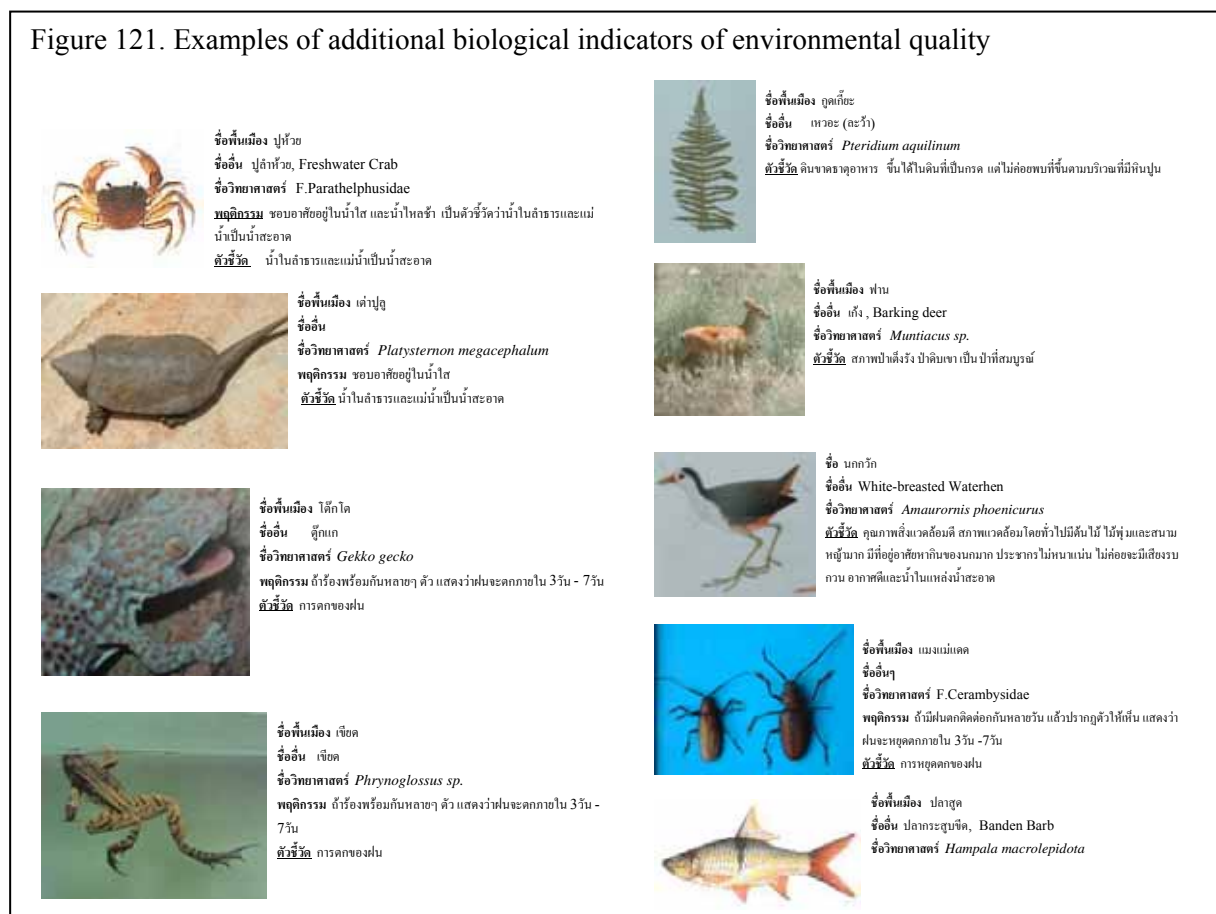 Figure 121. Examples of additional biological indicators of environmental quality
ชื่อพื้นเมือง ปูห้วย
ชื่ออื่น ปูลำห้วย, Freshwater Crab
ชื่อวิทยาศาสตร์ F.Parathelphusidae
พฤติกรรม ชอบอาศัยอยู่ในน้ำใส และน้ำไหลช้า เป็นตัวชี้วัดว่าน้ำในลำธารและแม่
น้ำเป็นน้ำสะอาด
ตัวชี้วัด น้ำในลำธารและแม่น้ำเป็นน้ำสะอาด
ชื่อพื้นเมือง เต่าปูลู
ชื่ออื่น
ชื่อวิทยาศาสตร์ Platysternon megacephalum
พฤติกรรม ชอบอาศัยอยู่ในน้ำใส
ตัวชี้วัด น้ำในลำธารและแม่น้ำเป็นน้ำสะอาด
ชื่อพื้นเมือง โต๊กโต
ชื่ออื่น ตู๊กแก
ชื่อวิทยาศาสตร์ Gekko gecko
พฤติกรรม ถ้าร้องพร้อมกันหลายๆ ตัว แสดงว่าฝนจะตกภายใน 3วัน - 7วัน
ตัวชี้วัด การตกของฝน
ชื่อพื้นเมือง เขียด
ชื่ออื่น เขียด
ชื่อวิทยาศาสตร์ Phrynoglossus sp.
พฤติกรรม ถ้าร้องพร้อมกันหลายๆ ตัว แสดงว่าฝนจะตกภายใน 3วัน -
7วัน
ตัวชี้วัด การตกของฝน
ชื่อพื้นเมือง กูดเกี๊ยะ
ชื่ออื่น เหวอะ (ละว้า)
ชื่อวิทยาศาสตร์ Pteridium aquilinum
ตัวชี้วัด ดินขาดธาตุอาหาร ขึ้นได้ในดินที่เป็นกรด แต่ไม่ค่อยพบที่ขึ้นตามบริเวณที่มีหินปูน
ชื่อพื้นเมือง ฟาน
ชื่ออื่น เก้ง , Barking deer
ชื่อวิทยาศาสตร์ Muntiacus sp.
ตัวชี้วัด สภาพป่าเต็งรัง ป่าดิบเขา เป็นป่าที่สมบูรณ์
ชื่อ นกกวัก
ชื่ออื่น White-breasted Waterhen
ชื่อวิทยาศาสตร์ Amaurornis phoenicurus
ตัวชี้วัด คุณภาพสิ่งแวดล้อมดี สภาพแวดล้อมโดยทั่วไปมีต้นไม้ ไม้พุ่มและสนาม
หญ้ามาก มีที่อยู่อาศัยหากินของนกมาก ประชากรไม่หนาแน่น ไม่ค่อยจะมีเสียงรบ
กวน อากาศดีและน้ำในแหล่งน้ำสะอาด
ชื่อพื้นเมือง แมงแม่แดด
ชื่ออื่นๆ
ชื่อวิทยาศาสตร์ F.Cerambysidae
พฤติกรรม ถ้ามีฝนตกติดต่อกันหลายวัน แล้วปรากฏตัวให้เห็น แสดงว่า
ฝนจะหยุดตกภายใน 3วัน -7วัน
ตัวชี้วัด การหยุดตกของฝน
ชื่อพื้นเมือง ปลาสูด
ชื่ออื่น ปลากระสูบขีด, Banden Barb
ชื่อวิทยาศาสตร์ Hampala macrolepidota